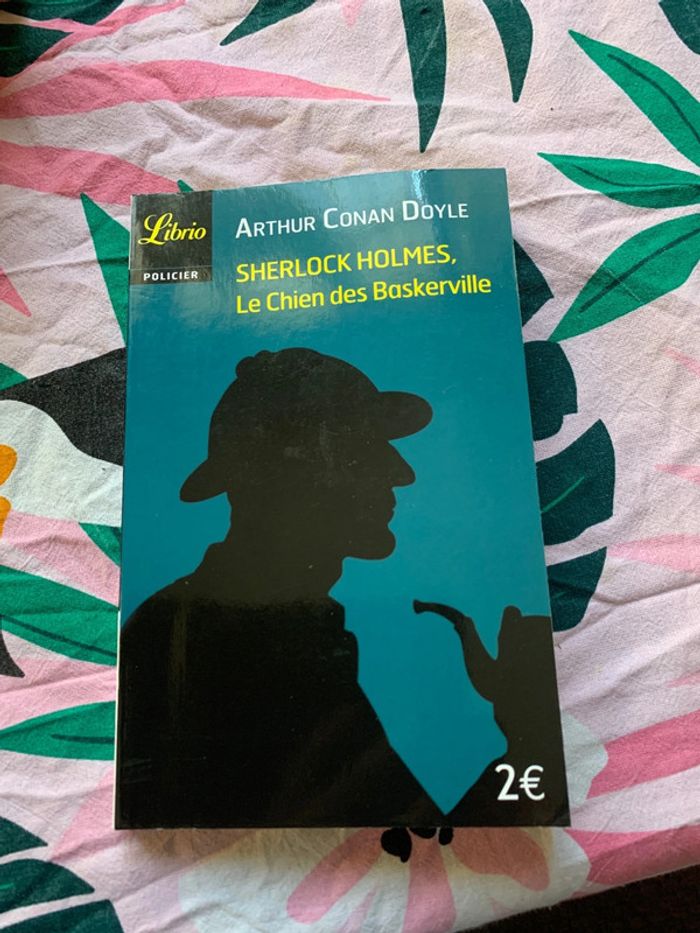 Librio
POLICIER
ARTHUR CONAN DOYLE
SHERLOCK HOLMES,
Le Chien des Baskerville
2€